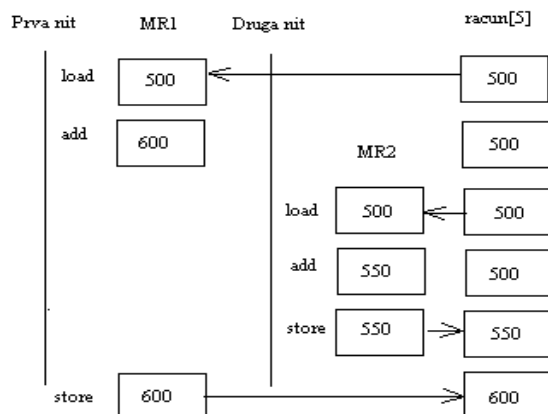 Prva nit MR1 Druga nit racun[5]
load 500 500
add 600 500
MR2
load 500 500
add 550 500
store 550 550
store 600 600